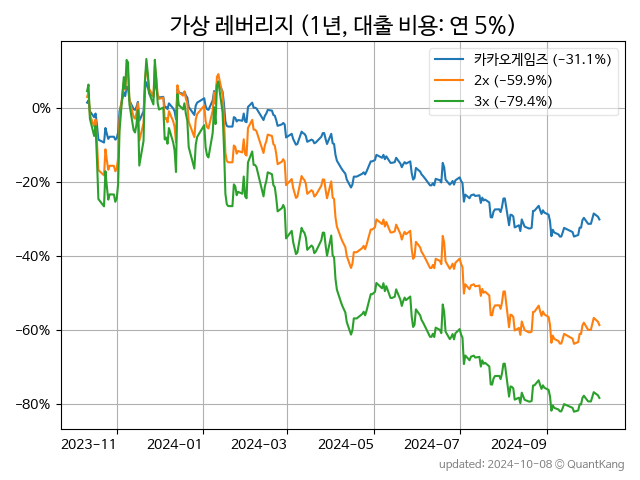 가상 레버리지 (1년, 대출 비용: 연 5%)
카카오게임즈 (−31.1%)
2x (−59.9%)
3x (−79.4%)
0%
−20%
−40%
−60%
−80%
2023-11
2024-01
2024-03
2024-05
2024-07
2024-09
updated: 2024-10-08 © QuantKang